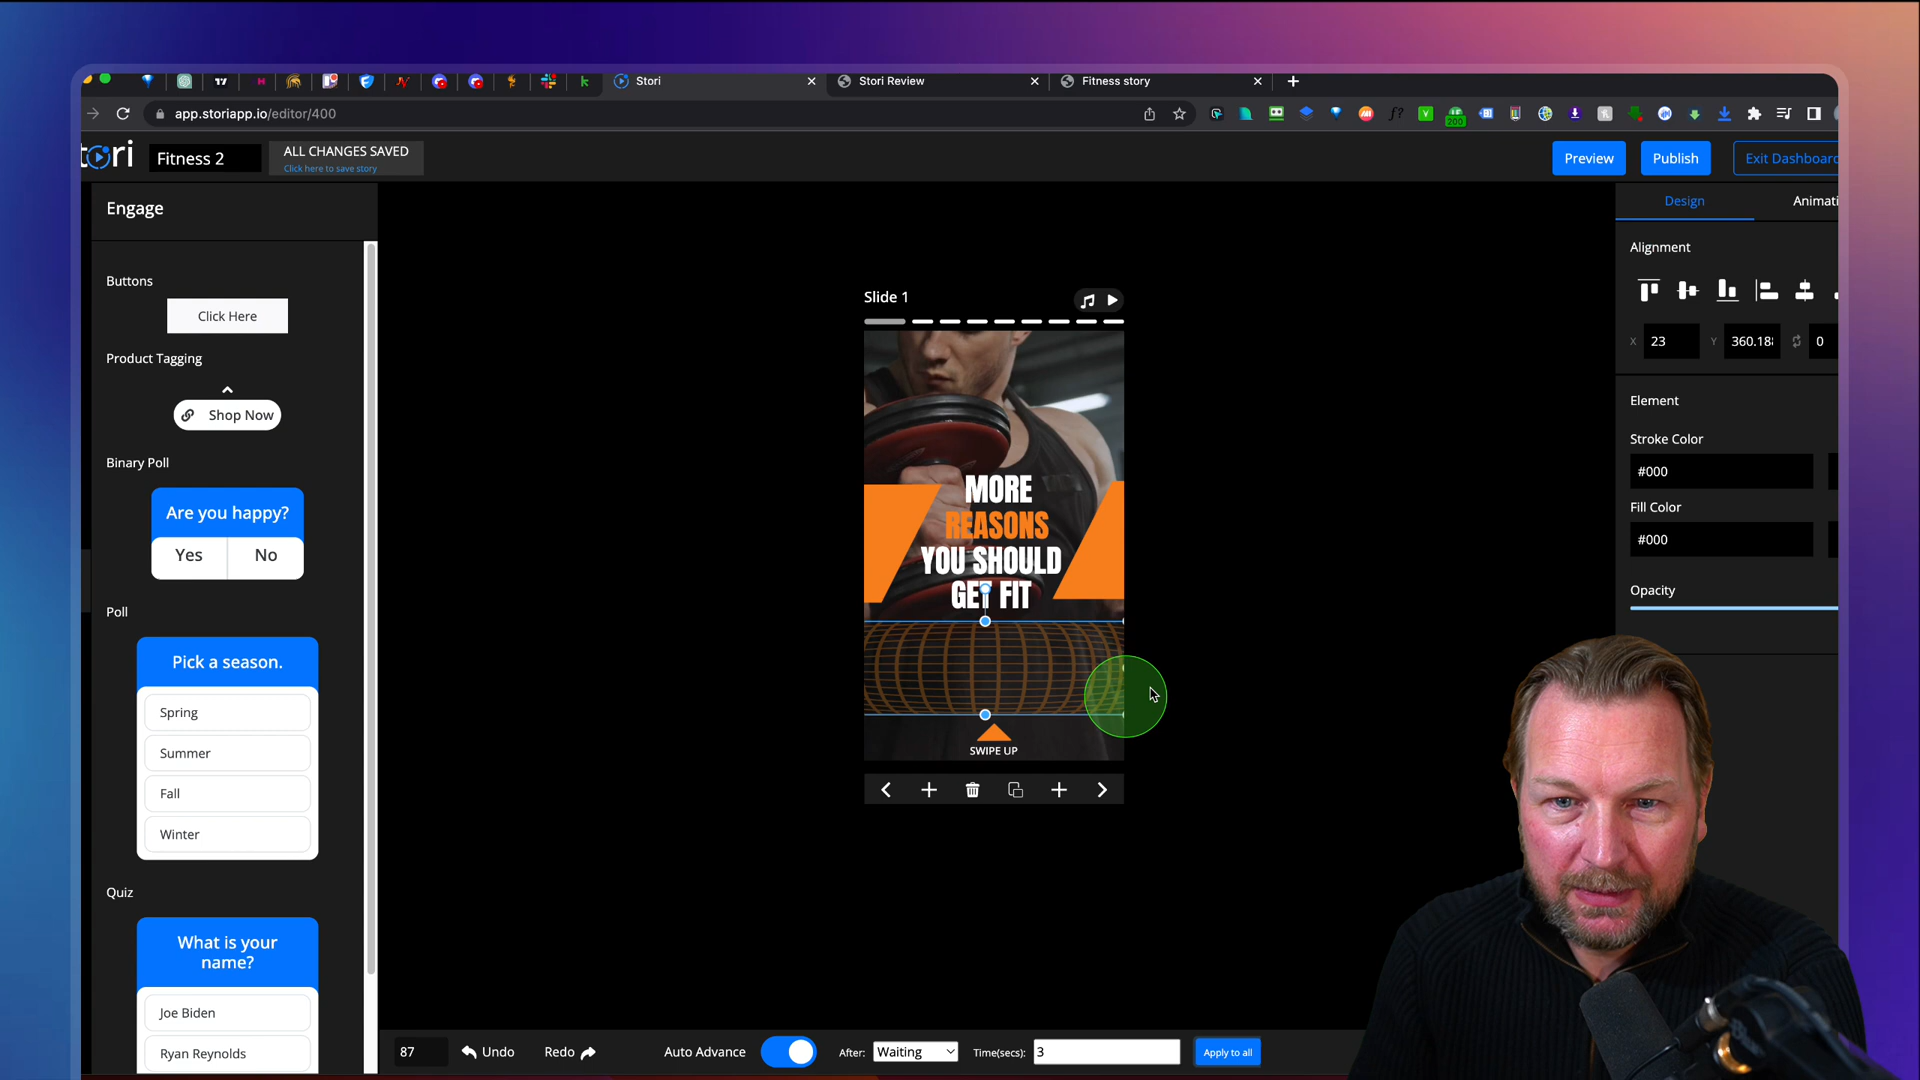 Stori
Stori Review
Fitness story
app.storiapp.io/editor/400
200
tori
Fitness 2
ALL CHANGES SAVED
Click here to save story
Preview
Publish
Exit Dashboard
Engage
Design
Animati
Buttons
Click Here
Alignment
Slide 1
X
23
Y
360.18
0
Product Tagging
Shop Now
Element
Stroke Color
#000
Binary Poll
Are you happy?
Yes
No
MORE
REASONS
YOU SHOULD
GET FIT
Fill Color
#000
Opacity
Poll
Pick a season.
Spring
Summer
Fall
Winter
SWIPE UP
Quiz
What is your
name?
Joe Biden
Ryan Reynolds
87
Undo
Redo
Auto Advance
After:
Waiting
Time(secs):
3
Apply to all